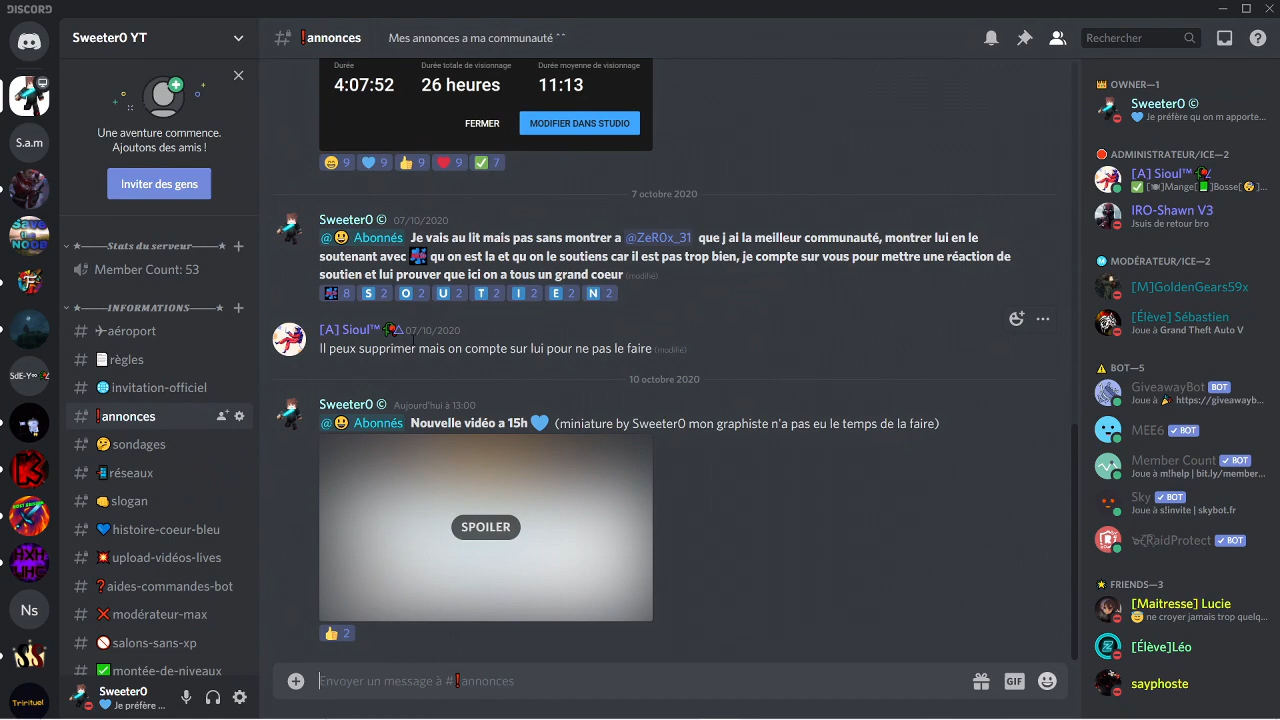 DISCORD
Sweeter0 YT
❗annonces
Mes annonces a ma communauté ˆˆ
Rechercher
S.a.m
SdE-Y∞
Ns
Tririruel
Une aventure commence.
Ajoutons des amis !
Inviter des gens
★———Stats du serveur———★
Member Count: 53
★———INFORMATIONS———★
✈aéroport
règles
invitation-officiel
❗annonces
sondages
réseaux
slogan
histoire-coeur-bleu
upload-vidéos-lives
❓aides-commandes-bot
❌modérateur-max
salons-sans-xp
✅montée-de-niveaux
Sweeter0
💙 Je préfère ...
Durée
Durée totale de visionnage
Durée moyenne de visionnage
4:07:52
26 heures
11:13
FERMER
MODIFIER DANS STUDIO
😄 9 💙 9 👍 9 ❤️ 9 ✅ 7
7 octobre 2020
Sweeter0 © 07/10/2020
@😃 Abonnés Je vais au lit mais pas sans montrer a @ZeR0x_31 que j ai la meilleur communauté, montrer lui en le
soutenant avec qu on est la et qu on le soutiens car il est pas trop bien, je compte sur vous pour mettre une réaction de
soutien et lui prouver que ici on a tous un grand coeur (modifié)
8 S 2 O 2 U 2 T 2 I 2 E 2 N 2
[A] Sioul™ 07/10/2020
Il peux supprimer mais on compte sur lui pour ne pas le faire (modifié)
10 octobre 2020
Sweeter0 © Aujourd'hui à 13:00
@😃 Abonnés Nouvelle vidéo a 15h 💙 (miniature by Sweeter0 mon graphiste n'a pas eu le temps de la faire)
SPOILER
👍 2
Envoyer un message à #❗annonces
GIF
OWNER—1
Sweeter0 ©
💙 Je préfère qu on m apporte...
ADMINISTRATEUR/ICE—2
[A] Sioul™
✅ [🍽]Mange[📗]Bosse[😴]...
IRO-Shawn V3
Jsuis de retour bro
MODÉRATEUR/ICE—2
[M]GoldenGears59x
[Élève] Sébastien
Joue à Grand Theft Auto V
BOT—5
GiveawayBot ✓ BOT
Joue à 🎉 https://giveawayb...
MEE6 ✓ BOT
Member Count ✓ BOT
Joue à m!help | bit.ly/member...
Sky ✓ BOT
Joue à s!invite | skybot.fr
RaidProtect ✓ BOT
FRIENDS—3
[Maitresse] Lucie
😇 ne croyer jamais trop quelq...
[Élève]Léo
sayphoste